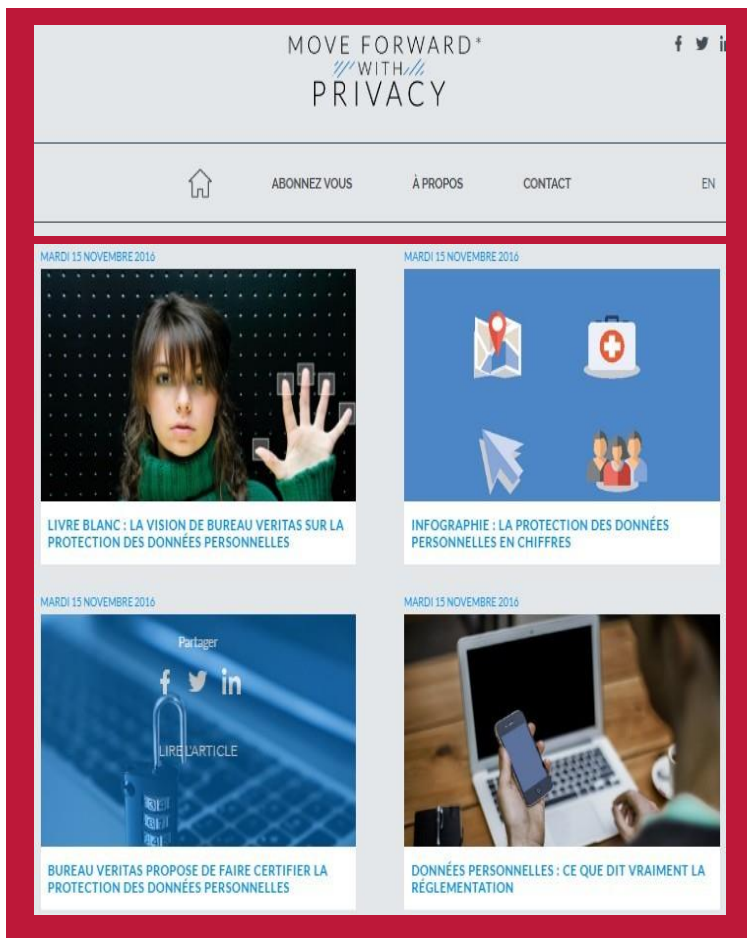 MOVE FORWARD*
WITH
PRIVACY
ABONNEZ VOUS
À PROPOS
CONTACT
EN
MARDI 15 NOVEMBRE 2016
LIVRE BLANC : LA VISION DE BUREAU VERITAS SUR LA
PROTECTION DES DONNÉES PERSONNELLES
MARDI 15 NOVEMBRE 2016
INFOGRAPHIE : LA PROTECTION DES DONNÉES
PERSONNELLES EN CHIFFRES
MARDI 15 NOVEMBRE 2016
Partager
LIRE L'ARTICLE
BUREAU VERITAS PROPOSE DE FAIRE CERTIFIER LA
PROTECTION DES DONNÉES PERSONNELLES
MARDI 15 NOVEMBRE 2016
DONNÉES PERSONNELLES : CE QUE DIT VRAIMENT LA
RÉGLEMENTATION